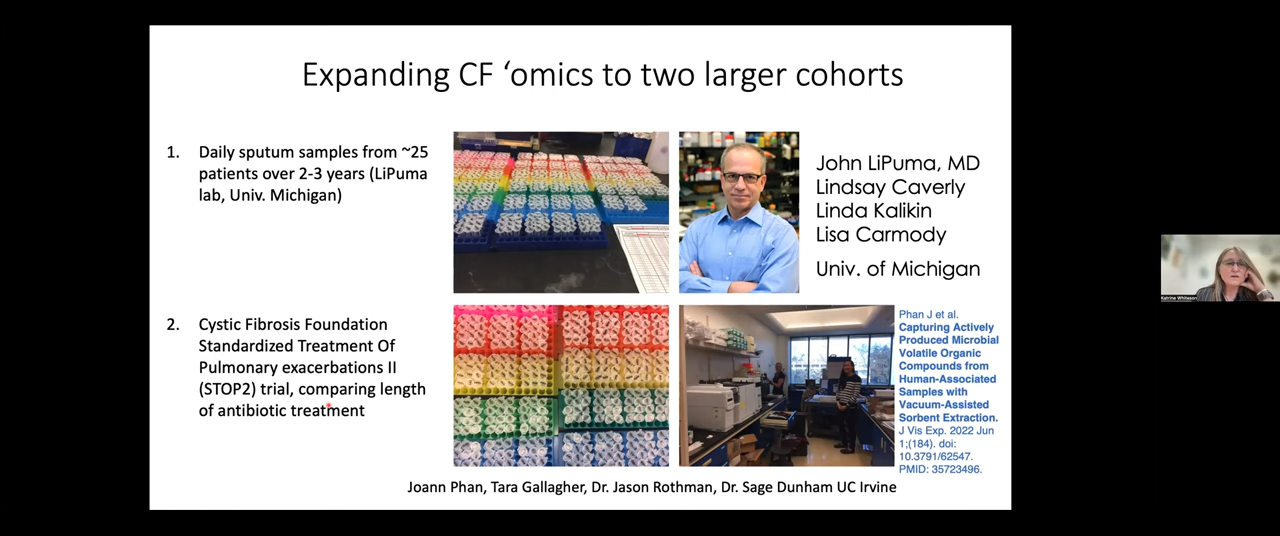 Expanding CF ‘omics to two larger cohorts
1. Daily sputum samples from ~25
patients over 2-3 years (LiPuma
lab, Univ. Michigan)
John LiPuma, MD
Lindsay Caverly
Linda Kalikin
Lisa Carmody
Univ. of Michigan
2. Cystic Fibrosis Foundation
Standardized Treatment Of
Pulmonary exacerbations II
(STOP2) trial, comparing length
of antibiotic treatment
Phan J et al.
Capturing Actively
Produced Microbial
Volatile Organic
Compounds from
Human-Associated
Samples with
Vacuum-Assisted
Sorbent Extraction.
J Vis Exp. 2022 Jun
1;(184). doi:
10.3791/62547.
PMID: 35723496.
Joann Phan, Tara Gallagher, Dr. Jason Rothman, Dr. Sage Dunham UC Irvine
Katrine Whiteson